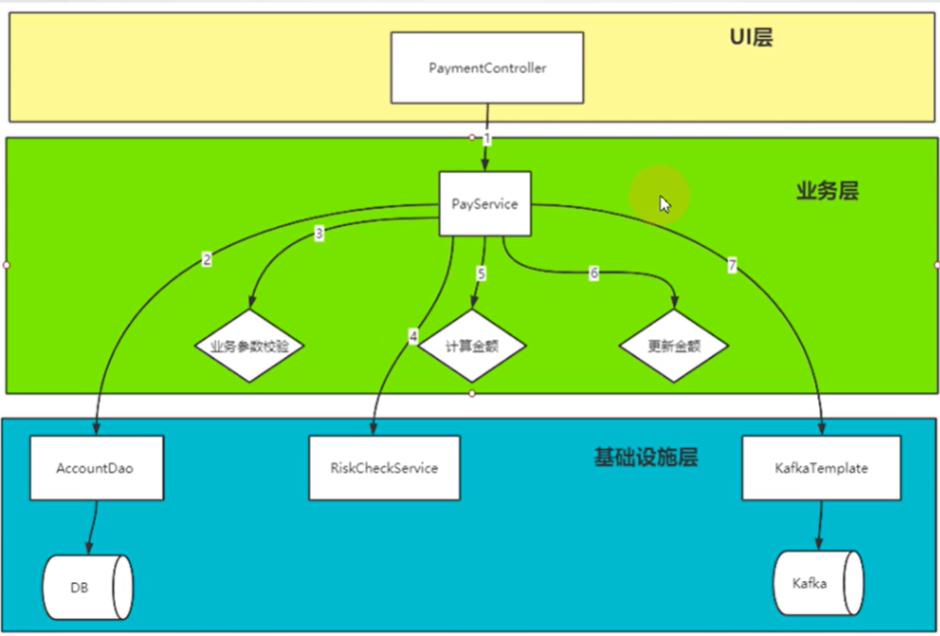 UI层
PaymentController
1
业务层
PayService
2
3
4
5
6
7
业务参数校验
计算金额
更新金额
基础设施层
AccountDao
RiskCheckService
KafkaTemplate
DB
Kafka